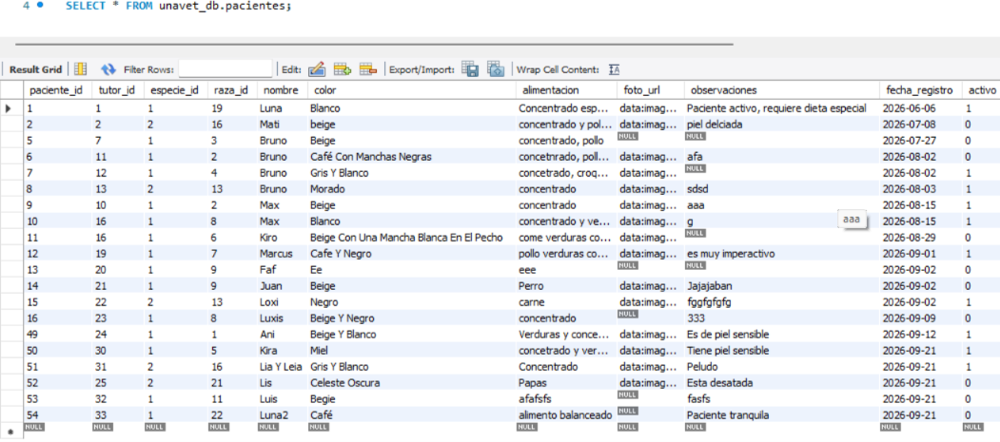 4 SELECT * FROM unavet_db.pacientes;
Result Grid Filter Rows: Edit: Export/Import: Wrap Cell Content:
paciente_id tutor_id especie_id raza_id nombre color alimentacion foto_url observaciones fecha_registro activo
1 1 1 19 Luna Blanco Concentrado esp... data:imag... Paciente activo, requiere dieta especial 2026-06-06 1
2 2 2 16 Mati beige concentrado y pol... data:imag... piel delciada 2026-07-08 0
5 7 1 3 Bruno Beige concentrado, pollo NULL NULL 2026-07-27 0
6 11 1 2 Bruno Café Con Manchas Negras concetnrado, poll... data:imag... afa 2026-08-02 0
7 12 1 4 Bruno Gris Y Blanco concetrado, croq... data:imag... NULL 2026-08-02 1
8 13 2 13 Bruno Morado concentrado data:imag... sdsd 2026-08-03 1
9 10 1 2 Max Beige concentrado data:imag... aaa 2026-08-15 1
10 16 1 8 Max Blanco concentrado y ve... data:imag... g aaa 2026-08-15 1
11 16 1 6 Kiro Beige Con Una Mancha Blanca En El Pecho come verduras co... data:imag... NULL 2026-08-29 0
12 19 1 7 Marcus Cafe Y Negro pollo verduras co... data:imag... es muy imperactivo 2026-09-01 1
13 20 1 9 Faf Ee eee NULL NULL 2026-09-02 0
14 21 1 9 Juan Beige Perro data:imag... Jajajaban 2026-09-02 0
15 22 2 13 Loxi Negro carne data:imag... fggfgfgfg 2026-09-02 1
16 23 1 8 Luxis Beige Y Negro concentrado NULL 333 2026-09-09 0
49 24 1 1 Ani Beige Y Blanco Verduras y conce... data:imag... Es de piel sensible 2026-09-12 1
50 30 1 5 Kira Miel concetrado y ver... data:imag... Tiene piel sensible 2026-09-21 1
51 31 2 16 Lia Y Leia Gris Y Blanco Concentrado data:imag... Peludo 2026-09-21 1
52 25 2 21 Lis Celeste Oscura Papas data:imag... Esta desatada 2026-09-21 0
53 32 1 11 Luis Begie afafsfs NULL fasfs 2026-09-21 0
54 33 1 22 Luna2 Café alimento balanceado NULL Paciente tranquila 2026-09-21 0
NULL NULL NULL NULL NULL NULL NULL NULL NULL NULL NULL